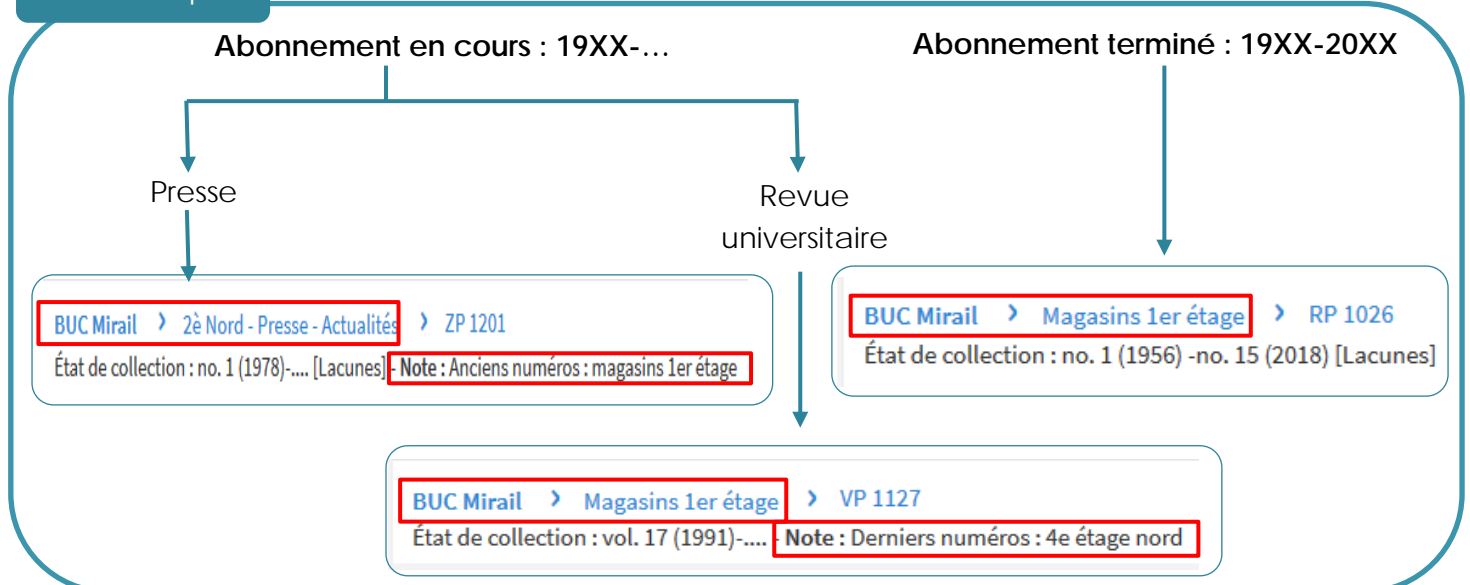 Abonnement en cours : 19XX-…
Abonnement terminé : 19XX-20XX
Presse
Revue
universitaire
BUC Mirail > 2è Nord - Presse - Actualités > ZP 1201
État de collection : no. 1 (1978)-.... [Lacunes] - Note : Anciens numéros : magasins 1er étage
BUC Mirail > Magasins 1er étage > RP 1026
État de collection : no. 1 (1956) -no. 15 (2018) [Lacunes]
BUC Mirail > Magasins 1er étage > VP 1127
État de collection : vol. 17 (1991)-.... - Note : Derniers numéros : 4e étage nord